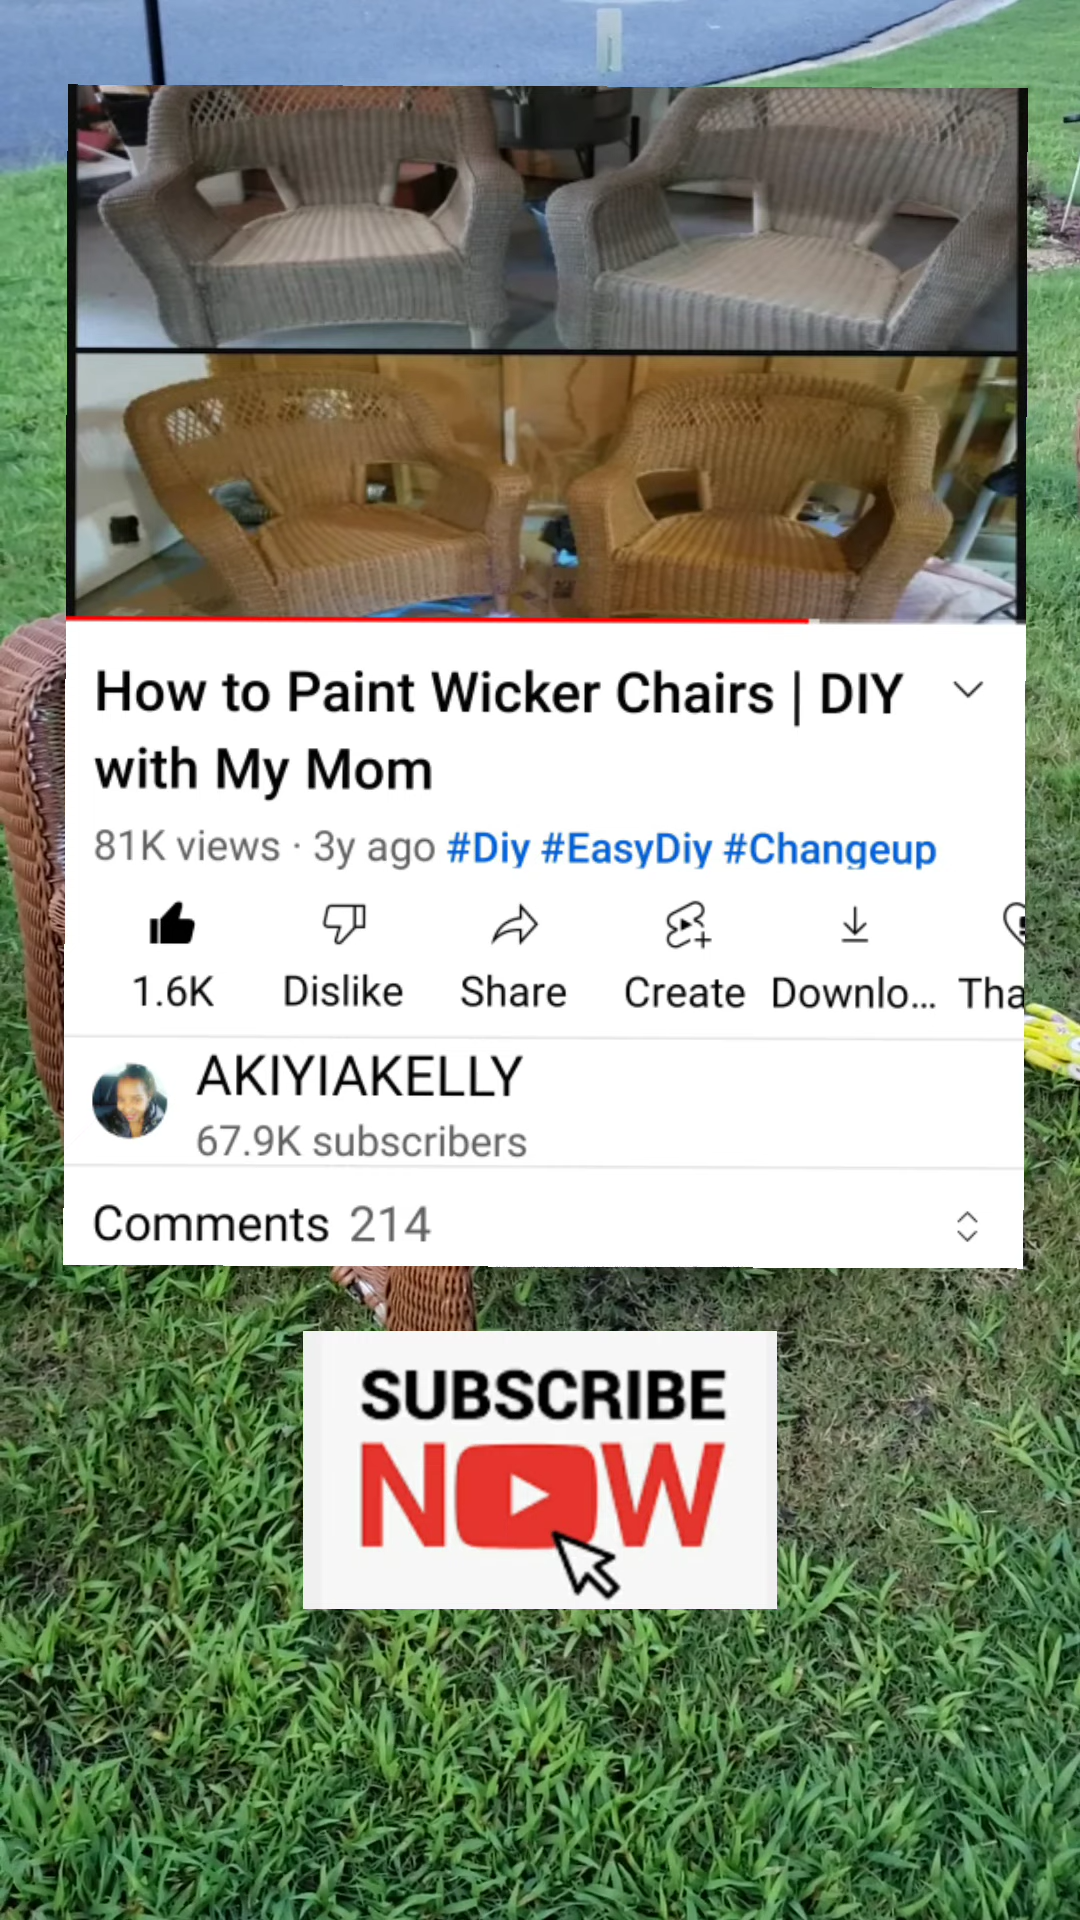 How to Paint Wicker Chairs | DIY
with My Mom
81K views · 3y ago #Diy #EasyDiy #Changeup
1.6K Dislike Share Create Downlo... Tha
AKIYIAKELLY
67.9K subscribers
Comments 214
SUBSCRIBE
NOW